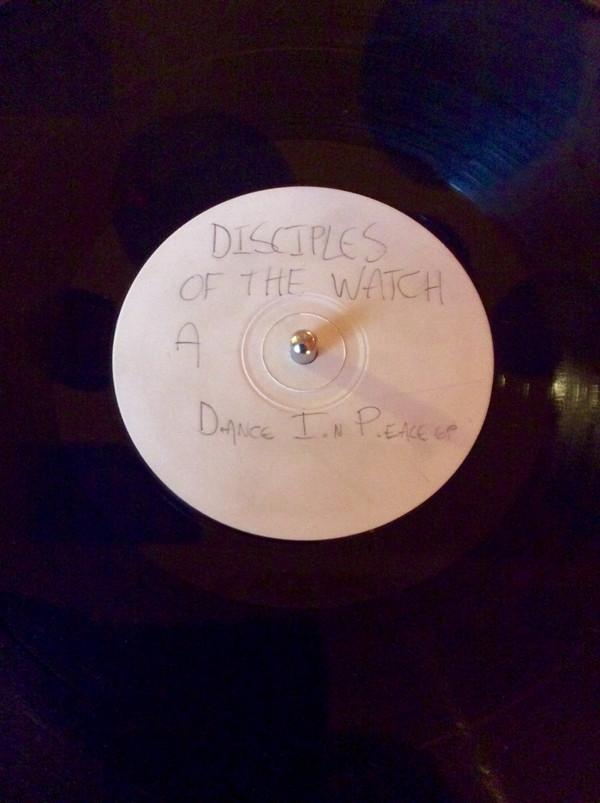 DISCIPLES
OF THE WATCH
A
D.ANCE I.N P.EACE EP